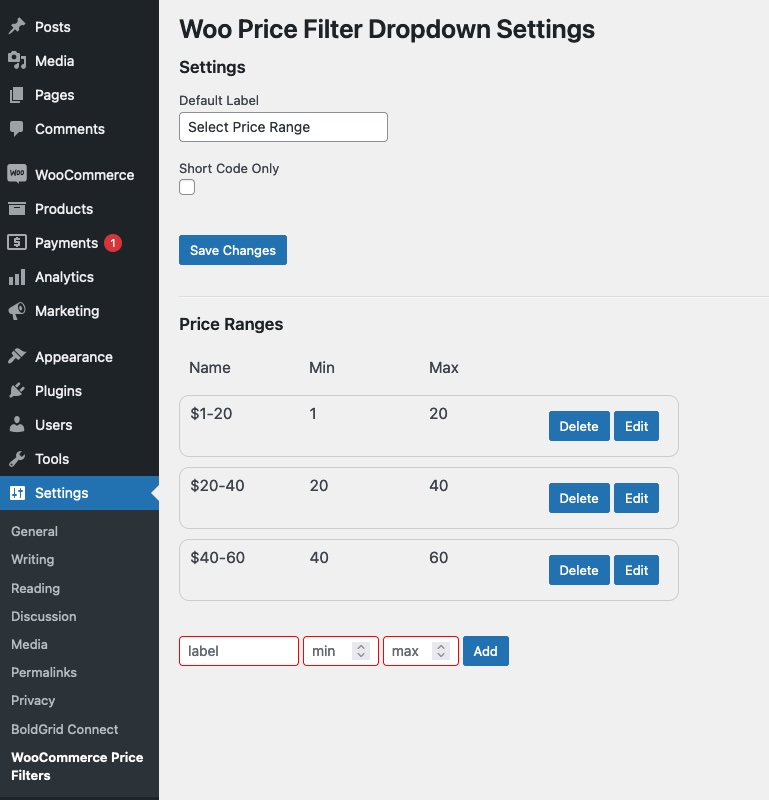 Posts
Media
Pages
Comments
Woo WooCommerce
Products
$ Payments 1
Analytics
Marketing
Appearance
Plugins
Users
Tools
Settings
General
Writing
Reading
Discussion
Media
Permalinks
Privacy
BoldGrid Connect
WooCommerce Price
Filters
Woo Price Filter Dropdown Settings
Settings
Default Label
Select Price Range
Short Code Only
Save Changes
Price Ranges
Name Min Max
$1-20 1 20 Delete Edit
$20-40 20 40 Delete Edit
$40-60 40 60 Delete Edit
label min max Add